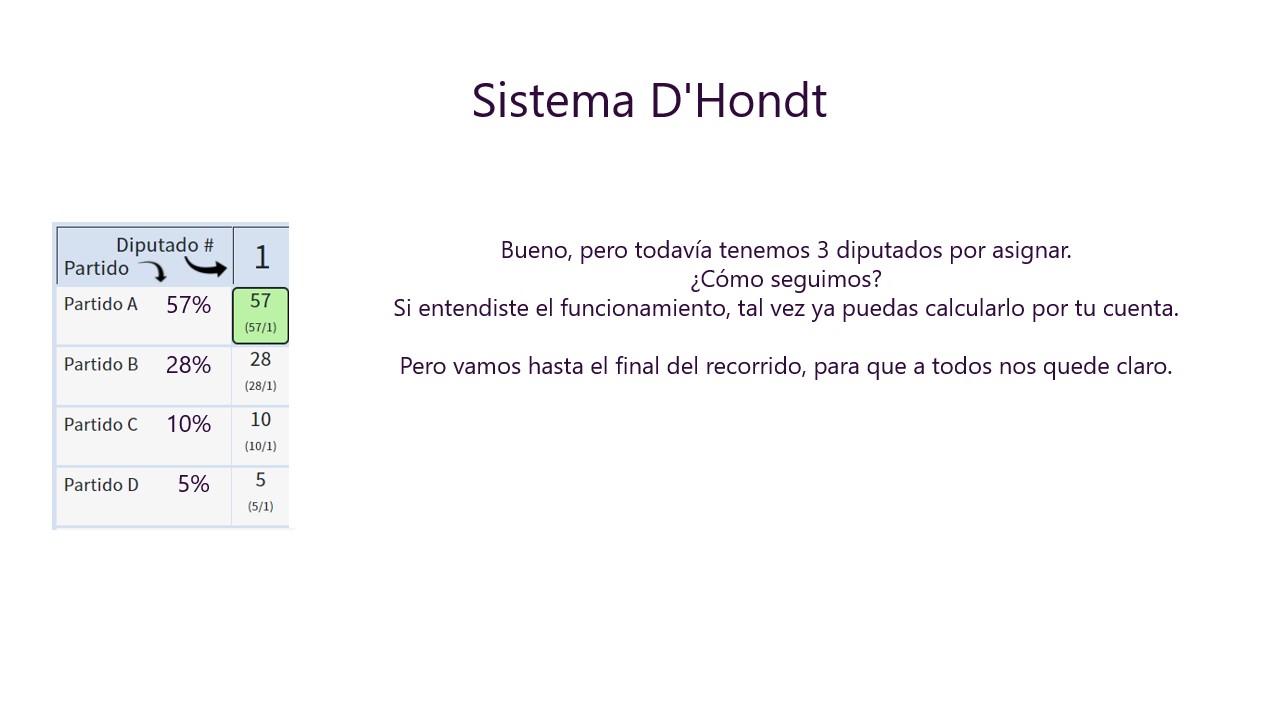 Sistema D'Hondt
Diputado #
Partido
1
Partido A 57% 57
(57/1)
Partido B 28% 28
(28/1)
Partido C 10% 10
(10/1)
Partido D 5% 5
(5/1)
Bueno, pero todavía tenemos 3 diputados por asignar.
¿Cómo seguimos?
Si entendiste el funcionamiento, tal vez ya puedas calcularlo por tu cuenta.
Pero vamos hasta el final del recorrido, para que a todos nos quede claro.